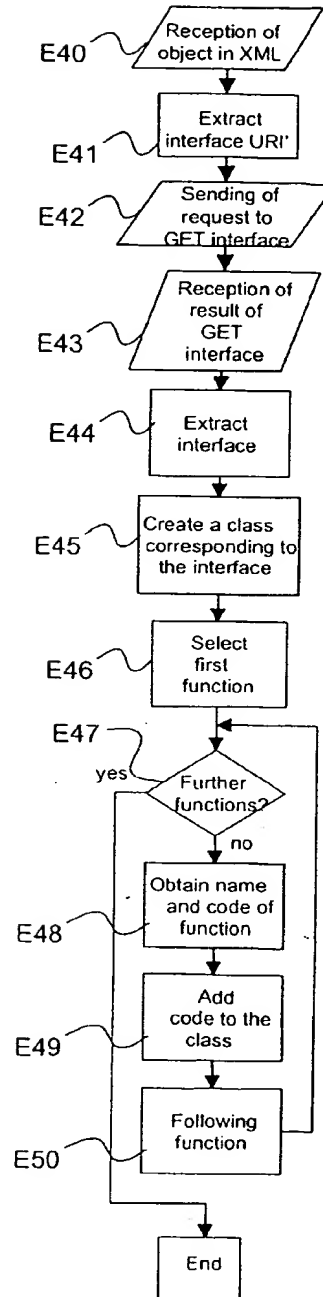 E40
Reception of
object in XML
E41
Extract
interface URI'
E42
Sending of
request to
GET interface
E43
Reception of
result of
GET
interface
E44
Extract
interface
E45
Create a class
corresponding to
the interface
E46
Select
first
function
E47
yes
Further
functions?
no
E48
Obtain name
and code of
function
E49
Add
code to the
class
E50
Following
function
End